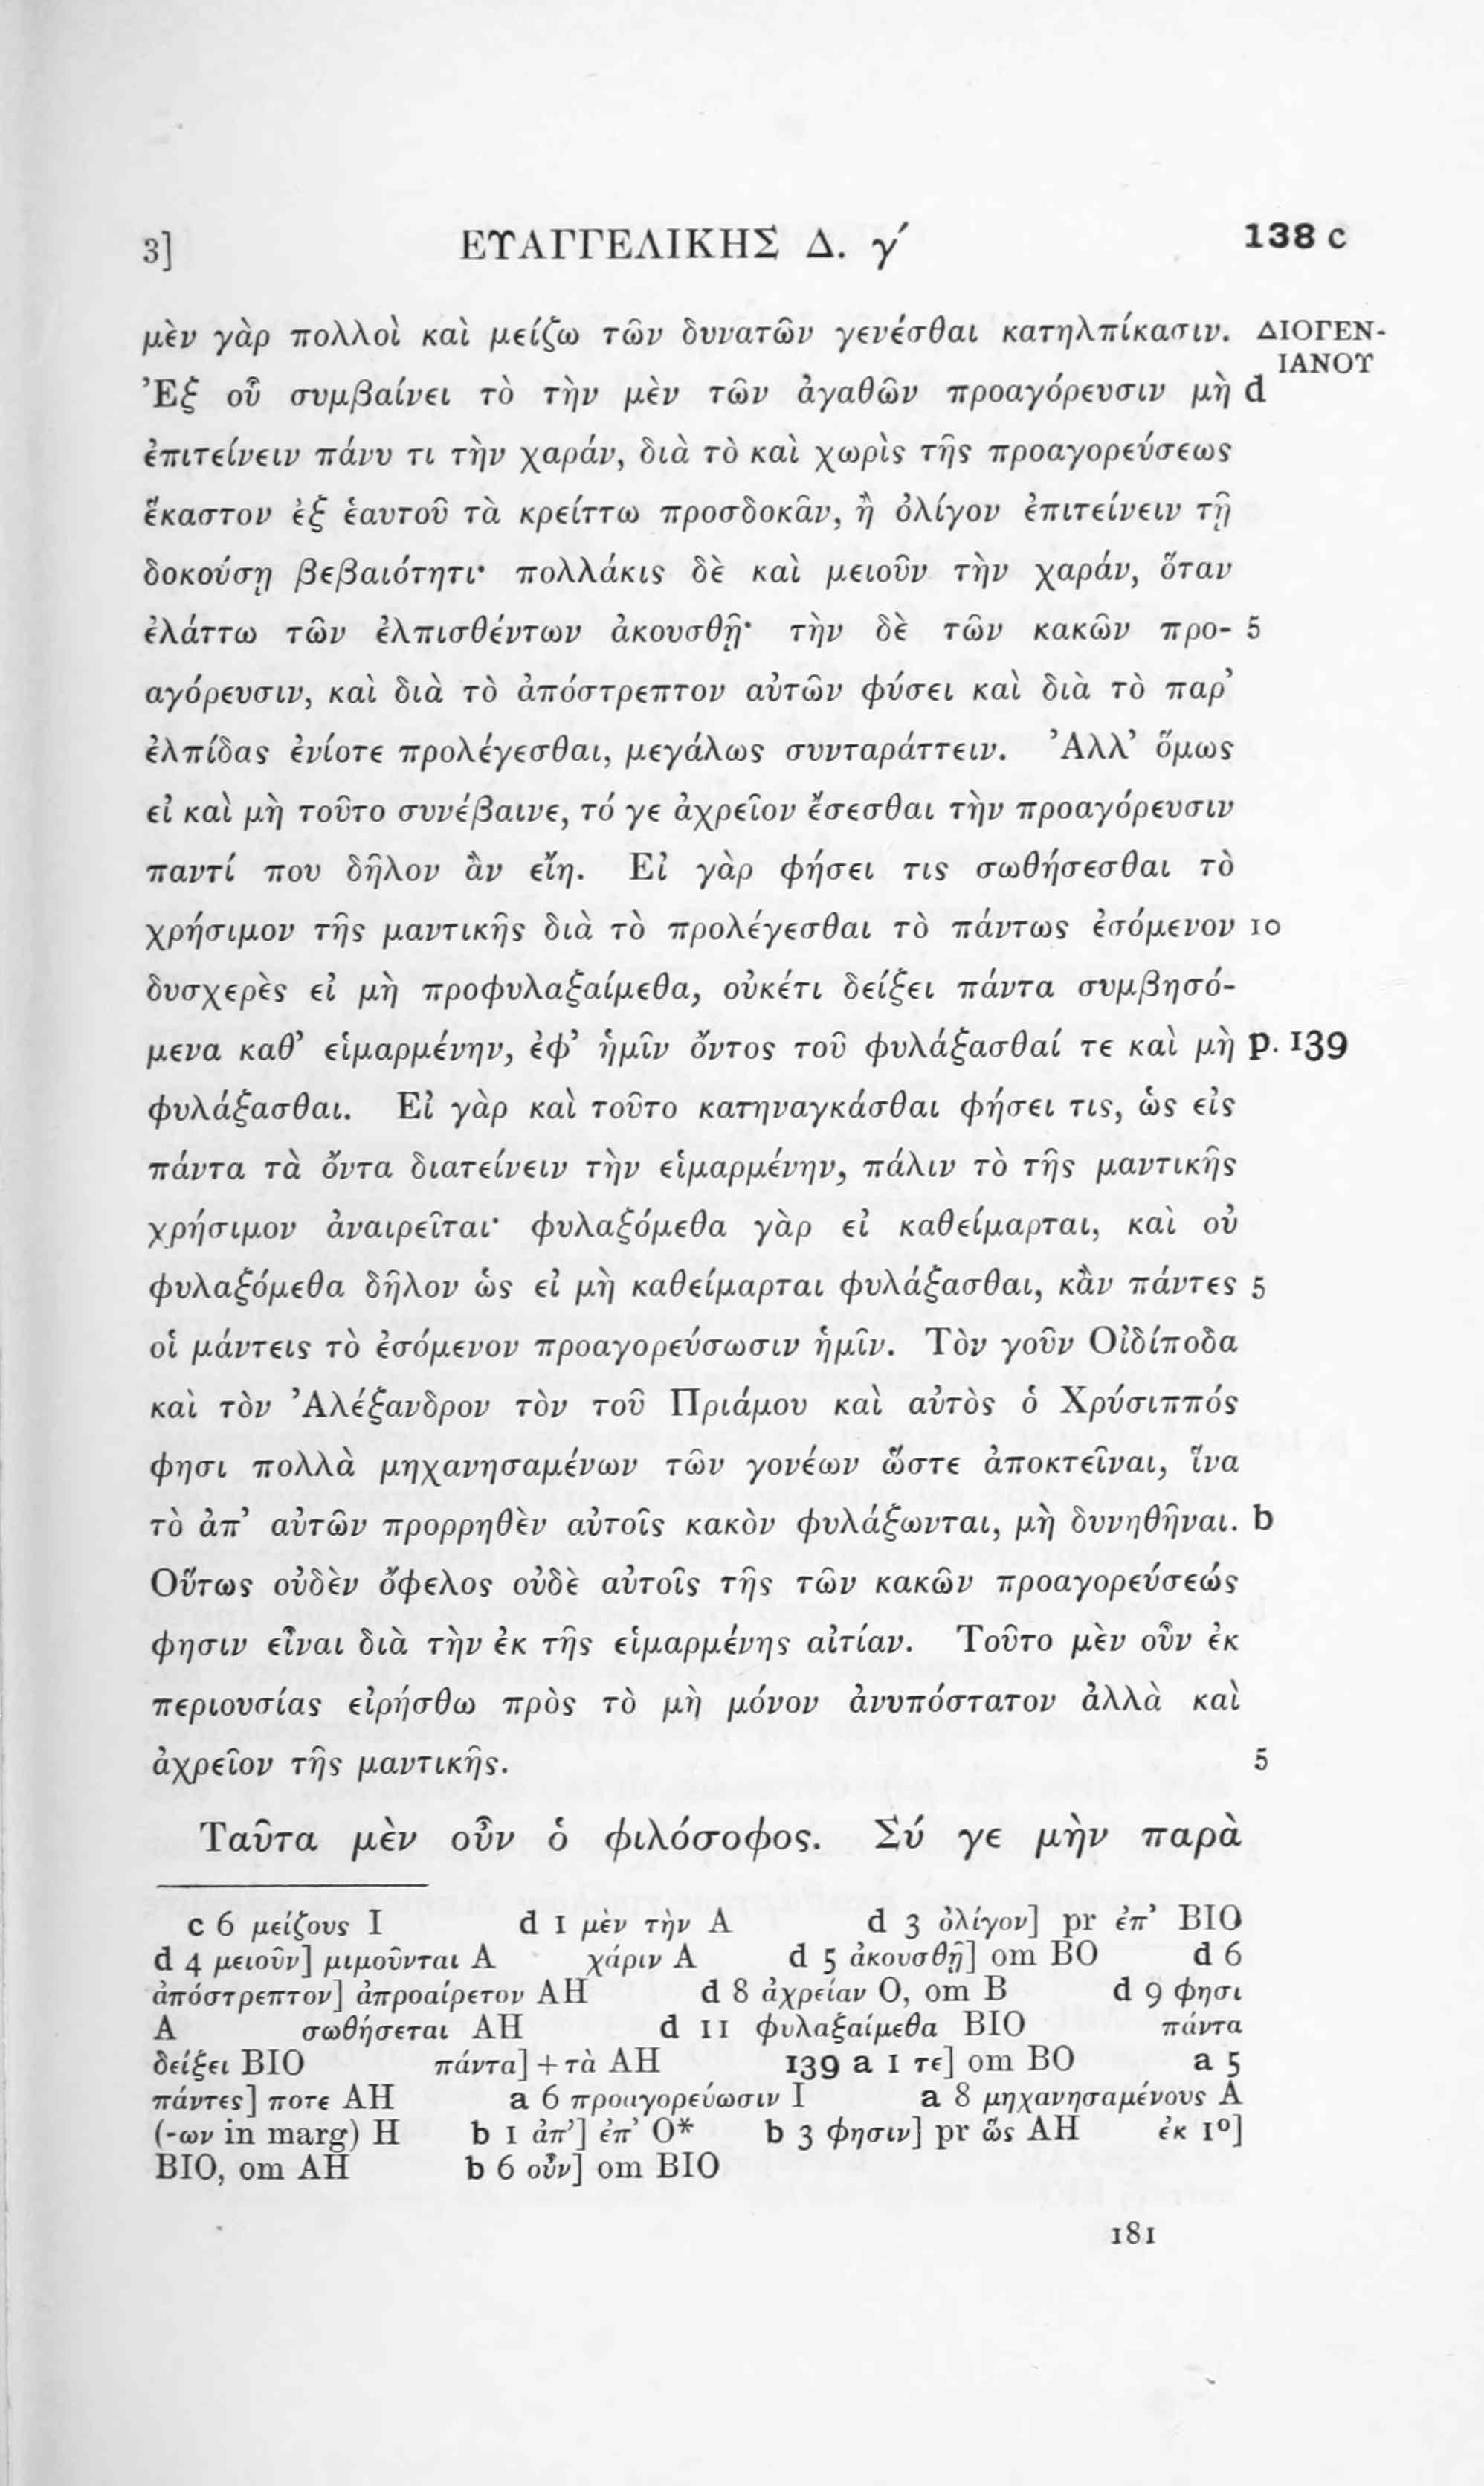 3] ΕΥΑΓΓΕΛΙΚΗΣ Δ. γ´ 138 c
μὲν γὰρ πολλοὶ καὶ μείζω τῶν δυνατῶν γενέσθαι κατηλπίκασιν. ΔΙΟΓΕΝ-
ΙΑΝΟΥ
Ἐξ οὗ συμβαίνει τὸ τὴν μὲν τῶν ἀγαθῶν προαγόρευσιν μὴ d
ἐπιτείνειν πάνυ τι τὴν χαράν, διὰ τὸ καὶ χωρὶς τῆς προαγορεύσεως
ἕκαστον ἐξ ἑαυτοῦ τὰ κρείττω προσδοκᾶν, ἢ ὀλίγον ἐπιτείνειν τῇ
δοκούσῃ βεβαιότητι· πολλάκις δὲ καὶ μειοῦν τὴν χαράν, ὅταν
ἐλάττω τῶν ἐλπισθέντων ἀκουσθῇ· τὴν δὲ τῶν κακῶν προ- 5
αγόρευσιν, καὶ διὰ τὸ ἀπόστρεπτον αὐτῶν φύσει καὶ διὰ τὸ παρ’
ἐλπίδας ἐνίοτε προλέγεσθαι, μεγάλως συνταράττειν. Ἀλλ’ ὅμως
εἰ καὶ μὴ τοῦτο συνέβαινε, τό γε ἀχρεῖον ἔσεσθαι τὴν προαγόρευσιν
παντί που δῆλον ἂν εἴη. Εἰ γὰρ φήσει τις σωθήσεσθαι τὸ
χρήσιμον τῆς μαντικῆς διὰ τὸ προλέγεσθαι τὸ πάντως ἐσόμενον 10
δυσχερὲς εἰ μὴ προφυλαξαίμεθα, οὐκέτι δείξει πάντα συμβησό-
μενα καθ’ εἱμαρμένην, ἐφ’ ἡμῖν ὄντος τοῦ φυλάξασθαί τε καὶ μὴ p. 139
φυλάξασθαι. Εἰ γὰρ καὶ τοῦτο κατηναγκάσθαι φήσει τις, ὡς εἰς
πάντα τὰ ὄντα διατείνειν τὴν εἱμαρμένην, πάλιν τὸ τῆς μαντικῆς
χρήσιμον ἀναιρεῖται· φυλαξόμεθα γὰρ εἰ καθείμαρται, καὶ οὐ
φυλαξόμεθα δῆλον ὡς εἰ μὴ καθείμαρται φυλάξασθαι, κἂν πάντες 5
οἱ μάντεις τὸ ἐσόμενον προαγορεύσωσιν ἡμῖν. Τὸν γοῦν Οἰδίποδα
καὶ τὸν Ἀλέξανδρον τὸν τοῦ Πριάμου καὶ αὐτὸς ὁ Χρύσιππός
φησι πολλὰ μηχανησαμένων τῶν γονέων ὥστε ἀποκτεῖναι, ἵνα
τὸ ἀπ’ αὐτῶν προρρηθὲν αὐτοῖς κακὸν φυλάξωνται, μὴ δυνηθῆναι. b
Οὕτως οὐδὲν ὄφελος οὐδὲ αὐτοῖς τῆς τῶν κακῶν προαγορεύσεώς
φησιν εἶναι διὰ τὴν ἐκ τῆς εἱμαρμένης αἰτίαν. Τοῦτο μὲν οὖν ἐκ
περιουσίας εἰρήσθω πρὸς τὸ μὴ μόνον ἀνυπόστατον ἀλλὰ καὶ
ἀχρεῖον τῆς μαντικῆς. 5
Ταῦτα μὲν οὖν ὁ φιλόσοφος. Σύ γε μὴν παρὰ
c 6 μείζους I d 1 μὲν τὴν A d 3 ὀλίγον] pr ἐπ’ BIO
d 4 μειοῦν] μιμοῦνται A χάριν A d 5 ἀκουσθῇ] om BO d 6
ἀπόστρεπτον] ἀπροαίρετον AH d 8 ἀχρείαν O, om B d 9 φησι
A σωθήσεται AH d 11 φυλαξαίμεθα BIO πάντα
δείξει BIO πάντα] + τὰ AH 139 a 1 τε] om BO a 5
πάντες] ποτε AH a 6 προαγορεύωσιν I a 8 μηχανησαμένους A
(-ων in marg) H b 1 ἀπ’] ἐπ’ O* b 3 φησιν] pr ὥς AH ἐκ 1º]
BIO, om AH b 6 οὖν] om BIO
181